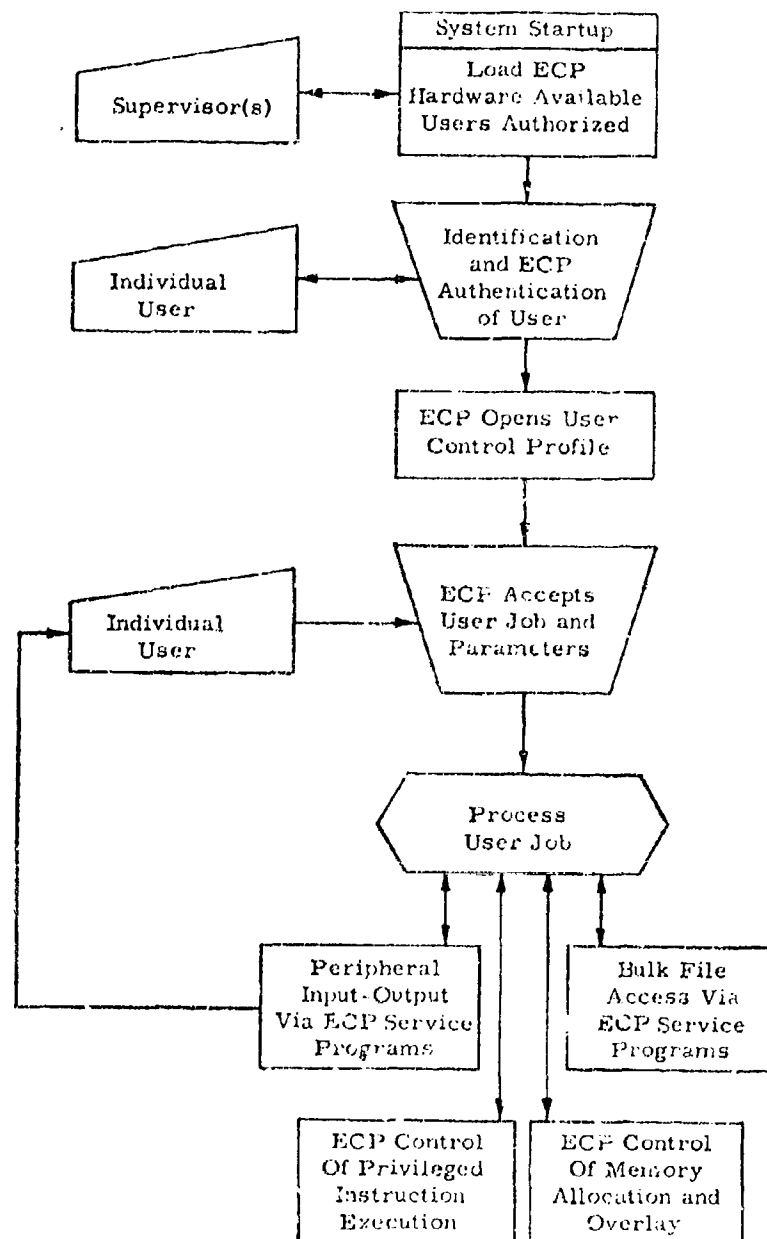 System Startup
Load ECP
Hardware Available
Users Authorized
Supervisor(s)
Identification
and ECP
Authentication
of User
Individual
User
ECP Opens User
Control Profile
ECP Accepts
User Job and
Parameters
Individual
User
Process
User Job
Peripheral
Input-Output
Via ECP Service
Programs
Bulk File
Access Via
ECP Service
Programs
ECP Control
Of Privileged
Instruction
Execution
ECP Control
Of Memory
Allocation and
Overlay